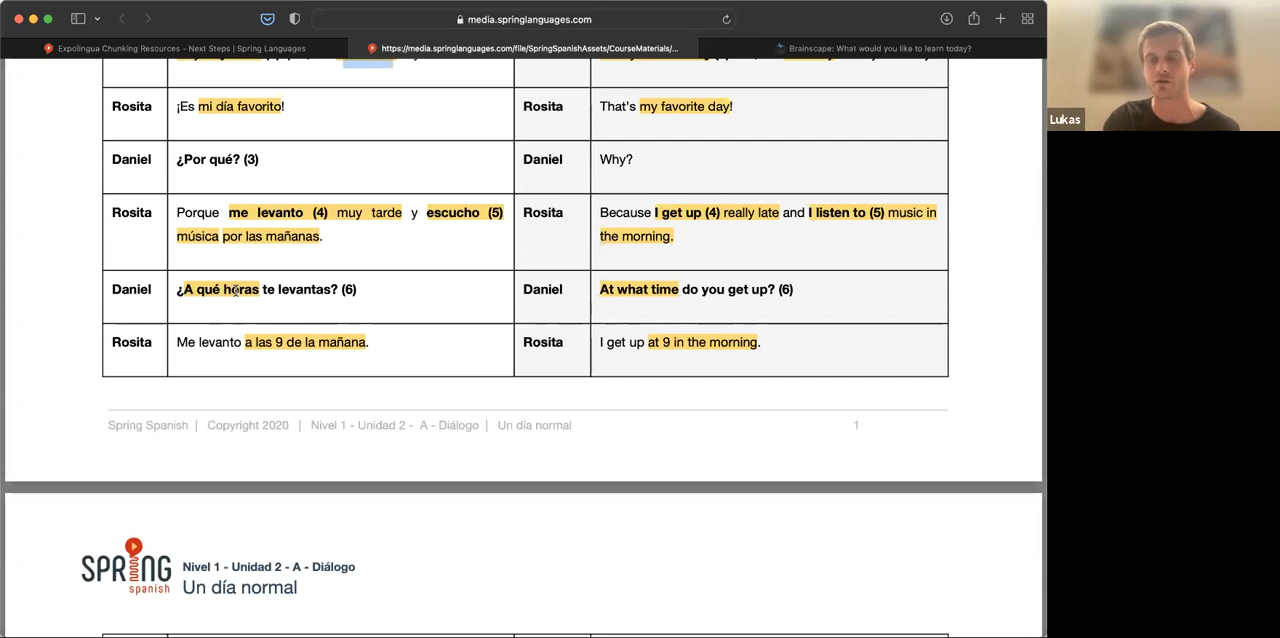 media.springlanguages.com
Expolingua Chunking Resources - Next Steps | Spring Languages
https://media.springlanguages.com/file/SpringSpanishAssets/CourseMaterials/...
Brainscape: What would you like to learn today?
Lukas
Rosita ¡Es mi día favorito! Rosita That's my favorite day!
Daniel ¿Por qué? (3) Daniel Why?
Rosita Porque me levanto (4) muy tarde y escucho (5) Rosita Because I get up (4) really late and I listen to (5) music in
música por las mañanas. the morning.
Daniel ¿A qué horas te levantas? (6) Daniel At what time do you get up? (6)
Rosita Me levanto a las 9 de la mañana. Rosita I get up at 9 in the morning.
Spring Spanish | Copyright 2020 | Nivel 1 - Unidad 2 - A - Diálogo | Un día normal 1
SPRING
spanish
Nivel 1 - Unidad 2 - A - Diálogo
Un día normal